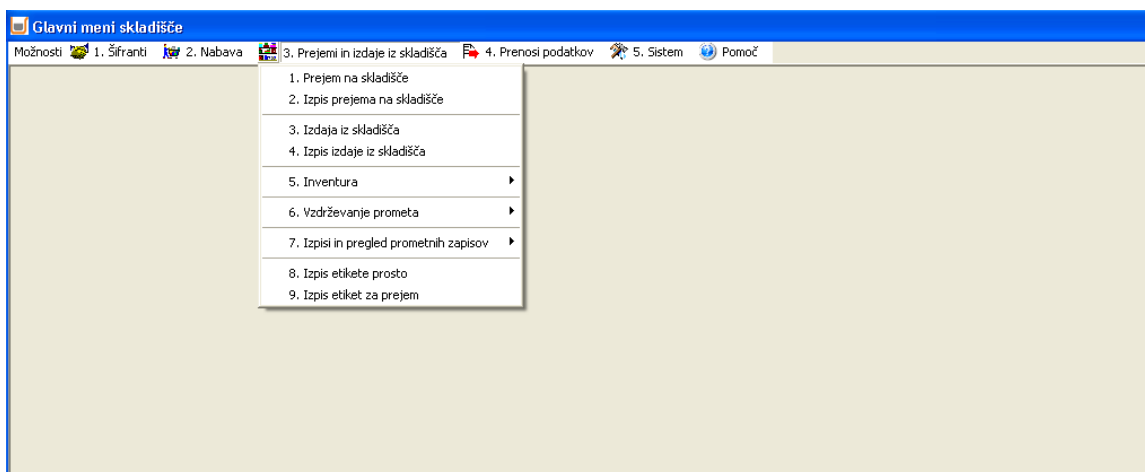 Glavni meni skladišče
Možnosti 1. Šifranti 2. Nabava 3. Prejemi in izdaje iz skladišča 4. Prenosi podatkov 5. Sistem Pomoč
1. Prejem na skladišče
2. Izpis prejema na skladišče
3. Izdaja iz skladišča
4. Izpis izdaje iz skladišča
5. Inventura
6. Vzdrževanje prometa
7. Izpisi in pregled prometnih zapisov
8. Izpis etikete prosto
9. Izpis etiket za prejem